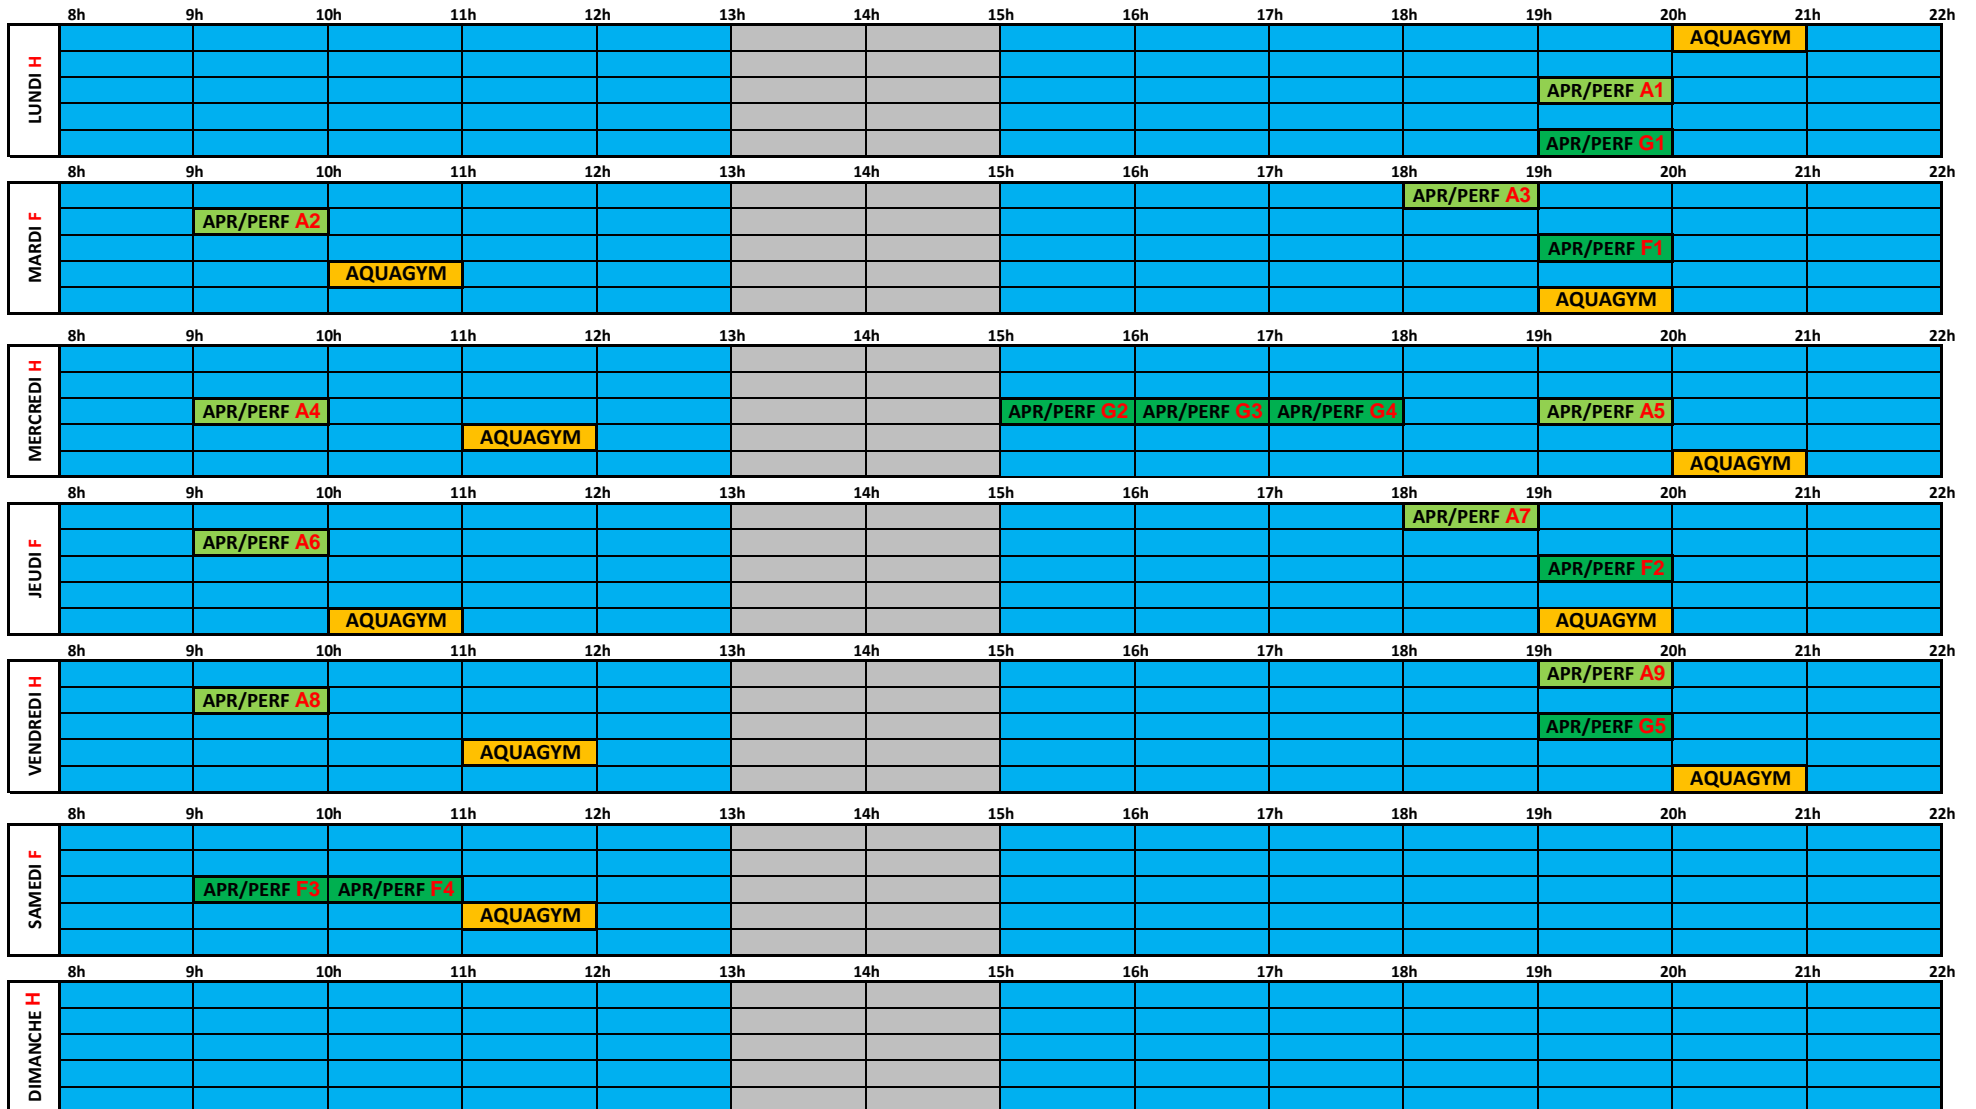 8h 9h 10h 11h 12h 13h 14h 15h 16h 17h 18h 19h 20h 21h 22h
LUNDI H
AQUAGYM
APR/PERF A1
APR/PERF G1
8h 9h 10h 11h 12h 13h 14h 15h 16h 17h 18h 19h 20h 21h 22h
MARDI F
APR/PERF A3
APR/PERF A2
APR/PERF F1
AQUAGYM
AQUAGYM
8h 9h 10h 11h 12h 13h 14h 15h 16h 17h 18h 19h 20h 21h 22h
MERCREDI H
APR/PERF A4 APR/PERF G2 APR/PERF G3 APR/PERF G4 APR/PERF A5
AQUAGYM
AQUAGYM
8h 9h 10h 11h 12h 13h 14h 15h 16h 17h 18h 19h 20h 21h 22h
JEUDI F
APR/PERF A7
APR/PERF A6
APR/PERF F2
AQUAGYM AQUAGYM
8h 9h 10h 11h 12h 13h 14h 15h 16h 17h 18h 19h 20h 21h 22h
VENDREDI H
APR/PERF A9
APR/PERF A8
APR/PERF G5
AQUAGYM
AQUAGYM
8h 9h 10h 11h 12h 13h 14h 15h 16h 17h 18h 19h 20h 21h 22h
SAMEDI F
APR/PERF F3 APR/PERF F4
AQUAGYM
8h 9h 10h 11h 12h 13h 14h 15h 16h 17h 18h 19h 20h 21h 22h
DIMANCHE H